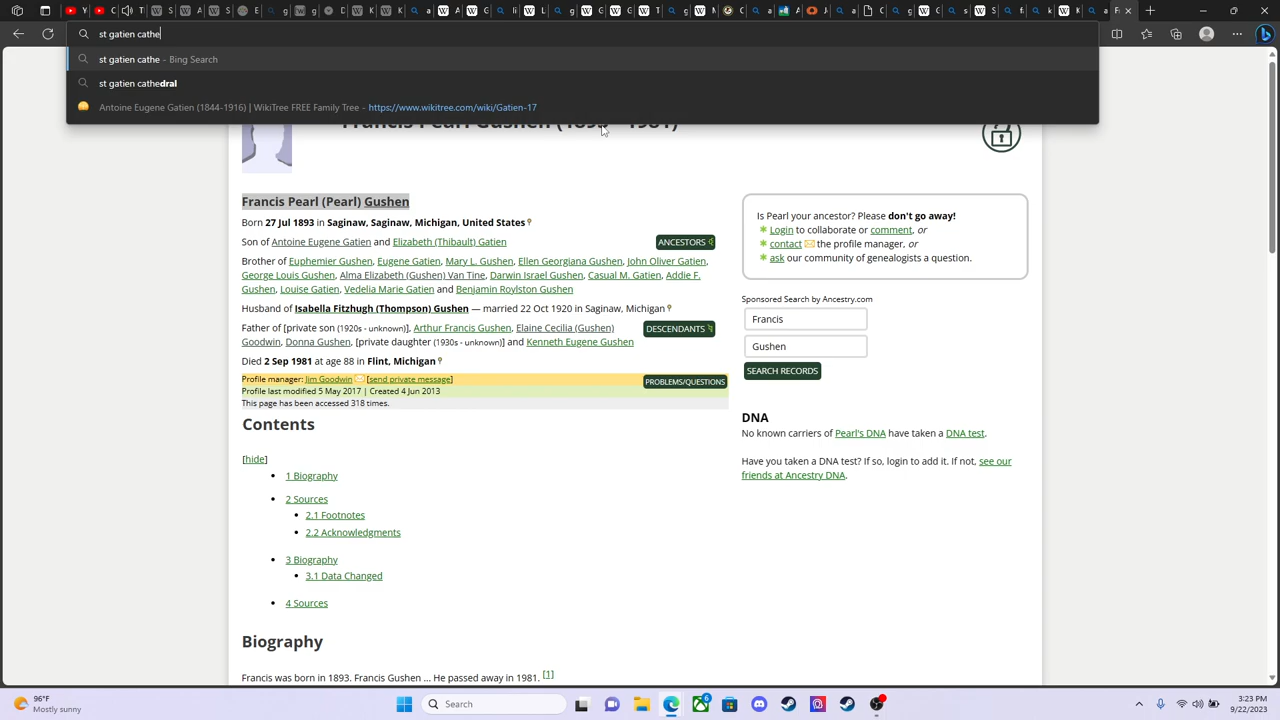 st gatien cathe
st gatien cathe – Bing Search
st gatien cathedral
Antoine Eugene Gatien (1844-1916) | WikiTree FREE Family Tree – https://www.wikitree.com/wiki/Gatien-17
Francis Pearl (Pearl) Gushen
Born 27 Jul 1893 in Saginaw, Saginaw, Michigan, United States
Son of Antoine Eugene Gatien and Elizabeth (Thibault) Gatien
ANCESTORS
Brother of Euphemier Gushen, Eugene Gatien, Mary L. Gushen, Ellen Georgiana Gushen, John Oliver Gatien,
George Louis Gushen, Alma Elizabeth (Gushen) Van Tine, Darwin Israel Gushen, Casual M. Gatien, Addie F.
Gushen, Louise Gatien, Vedelia Marie Gatien and Benjamin Roylston Gushen
Husband of Isabella Fitzhugh (Thompson) Gushen — married 22 Oct 1920 in Saginaw, Michigan
Father of [private son (1920s - unknown)], Arthur Francis Gushen, Elaine Cecilia (Gushen)
DESCENDANTS
Goodwin, Donna Gushen, [private daughter (1930s - unknown)] and Kenneth Eugene Gushen
Died 2 Sep 1981 at age 88 in Flint, Michigan
Profile manager: Jim Goodwin [send private message]
PROBLEMS/QUESTIONS
Profile last modified 5 May 2017 | Created 4 Jun 2013
This page has been accessed 318 times.
Contents
[hide]
1 Biography
2 Sources
2.1 Footnotes
2.2 Acknowledgments
3 Biography
3.1 Data Changed
4 Sources
Biography
Francis was born in 1893. Francis Gushen ... He passed away in 1981. [1]
Is Pearl your ancestor? Please don't go away!
Login to collaborate or comment, or
contact the profile manager, or
ask our community of genealogists a question.
Sponsored Search by Ancestry.com
Francis
Gushen
SEARCH RECORDS
DNA
No known carriers of Pearl's DNA have taken a DNA test.
Have you taken a DNA test? If so, login to add it. If not, see our
friends at Ancestry DNA.
96°F
Mostly sunny
Search
6
3:23 PM
9/22/2023